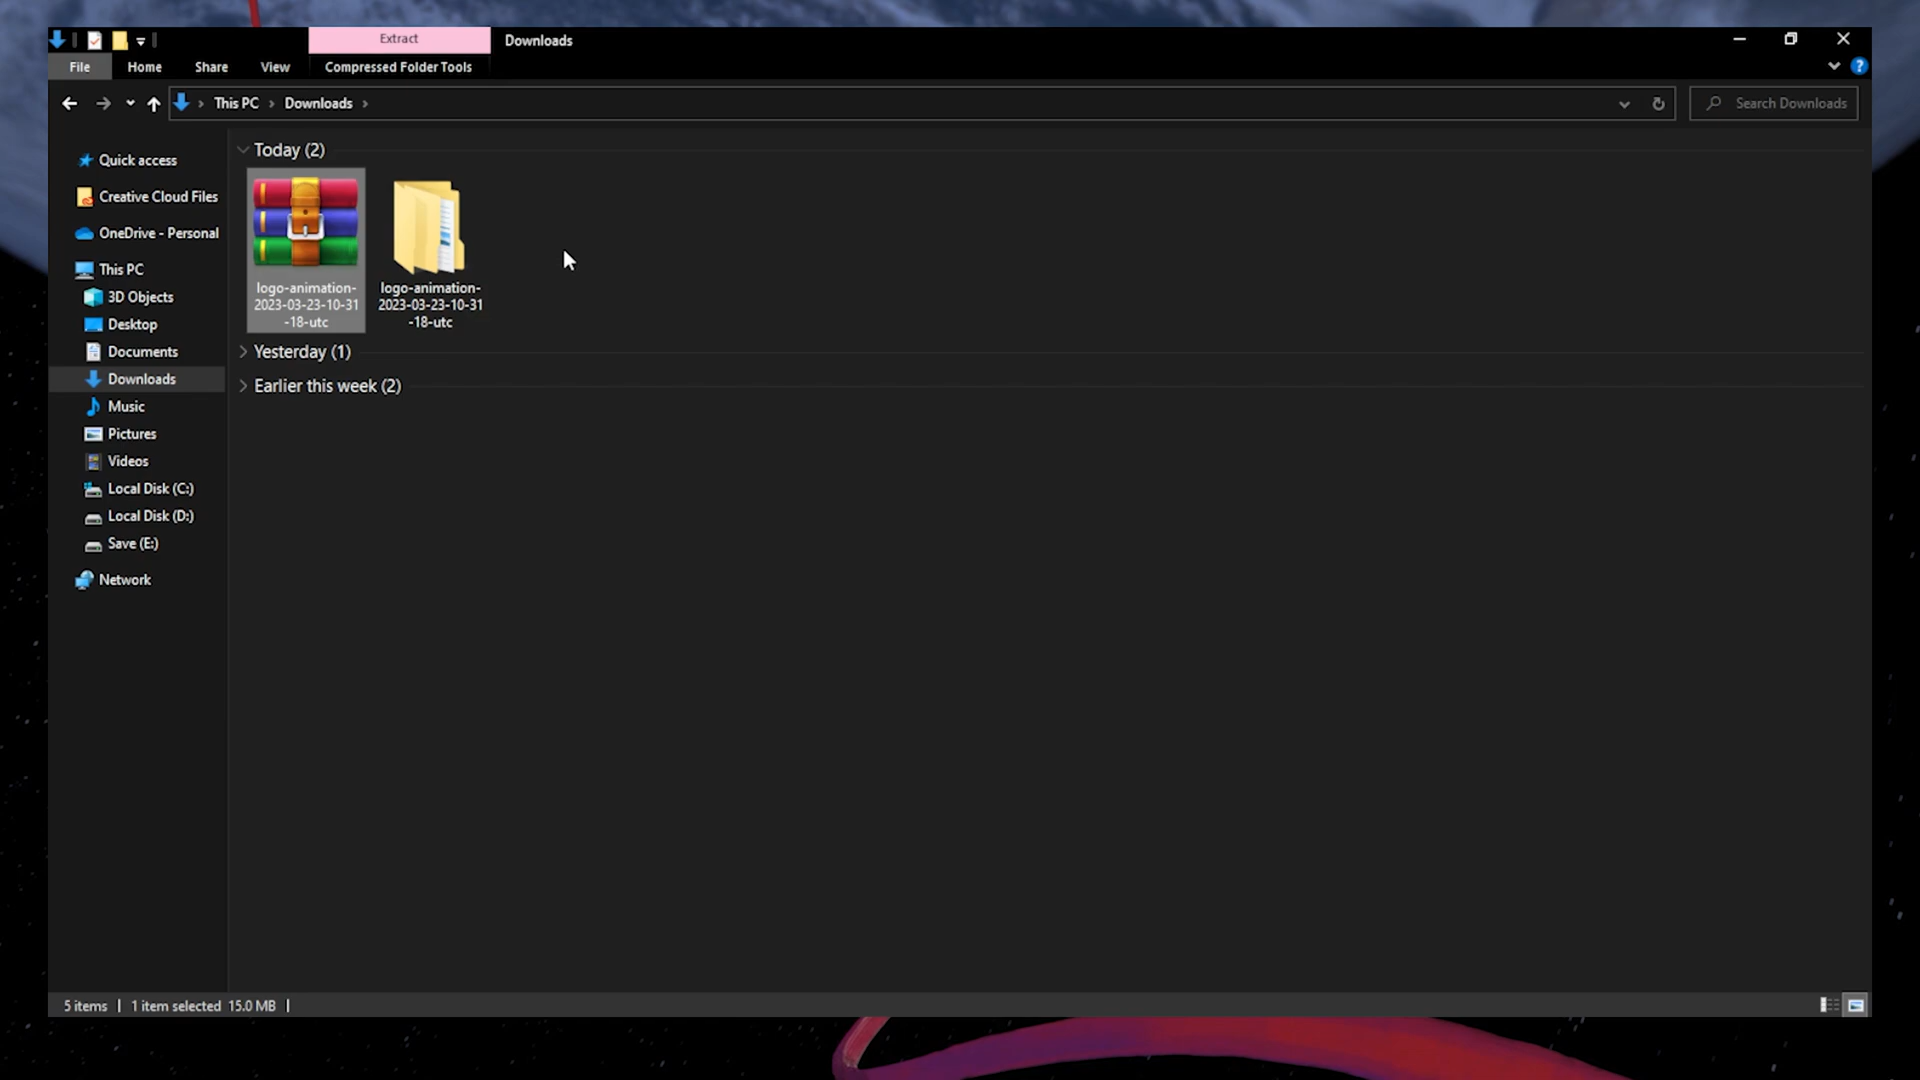 Extract
Downloads
File
Home
Share
View
Compressed Folder Tools
?
This PC
Downloads
Search Downloads
Quick access
Creative Cloud Files
OneDrive - Personal
This PC
3D Objects
Desktop
Documents
Downloads
Music
Pictures
Videos
Local Disk (C:)
Local Disk (D:)
Save (E:)
Network
Today (2)
logo-animation-
2023-03-23-10-31
-18-utc
logo-animation-
2023-03-23-10-31
-18-utc
Yesterday (1)
Earlier this week (2)
5 items
1 item selected 15.0 MB